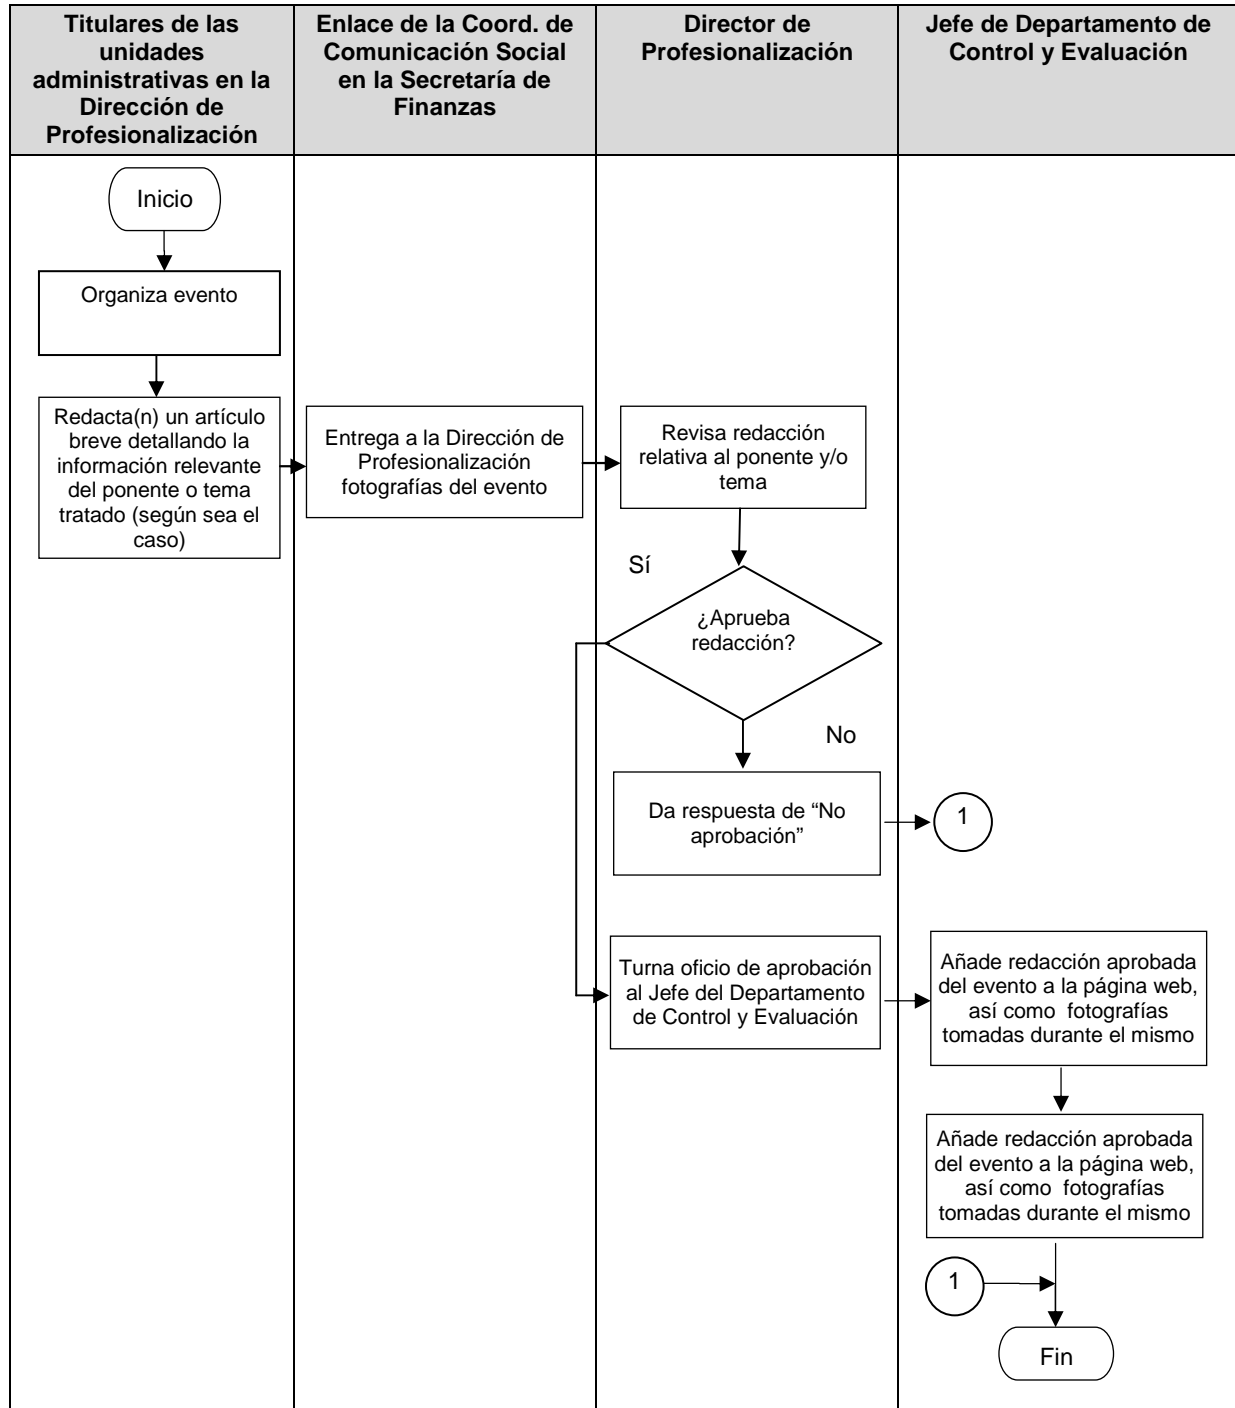 Titulares de las
unidades
administrativas en la
Dirección de
Profesionalización
Enlace de la Coord. de
Comunicación Social
en la Secretaría de
Finanzas
Director de
Profesionalización
Jefe de Departamento de
Control y Evaluación
Inicio
Organiza evento
Redacta(n) un artículo
breve detallando la
información relevante
del ponente o tema
tratado (según sea el
caso)
Entrega a la Dirección de
Profesionalización
fotografías del evento
Revisa redacción
relativa al ponente y/o
tema
Sí
¿Aprueba
redacción?
No
Da respuesta de “No
aprobación”
1
Turna oficio de aprobación
al Jefe del Departamento
de Control y Evaluación
Añade redacción aprobada
del evento a la página web,
así como fotografías
tomadas durante el mismo
Añade redacción aprobada
del evento a la página web,
así como fotografías
tomadas durante el mismo
1
Fin